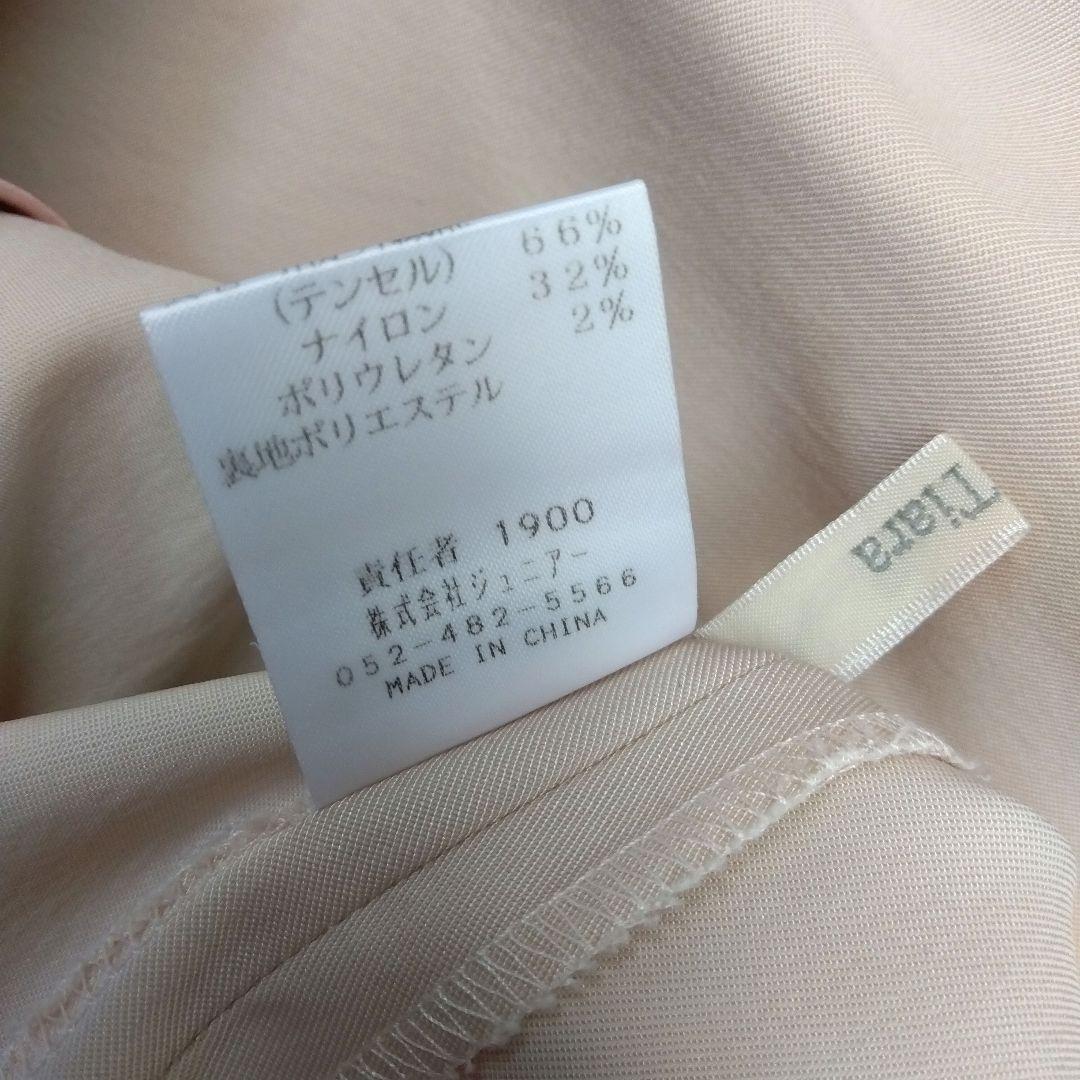 (テンセル) 66%
ナイロン 32%
ポリウレタン 2%
裏地ポリエステル
責任者 1900
株式会社ジュニアー
052-482-5566
MADE IN CHINA
Tiara